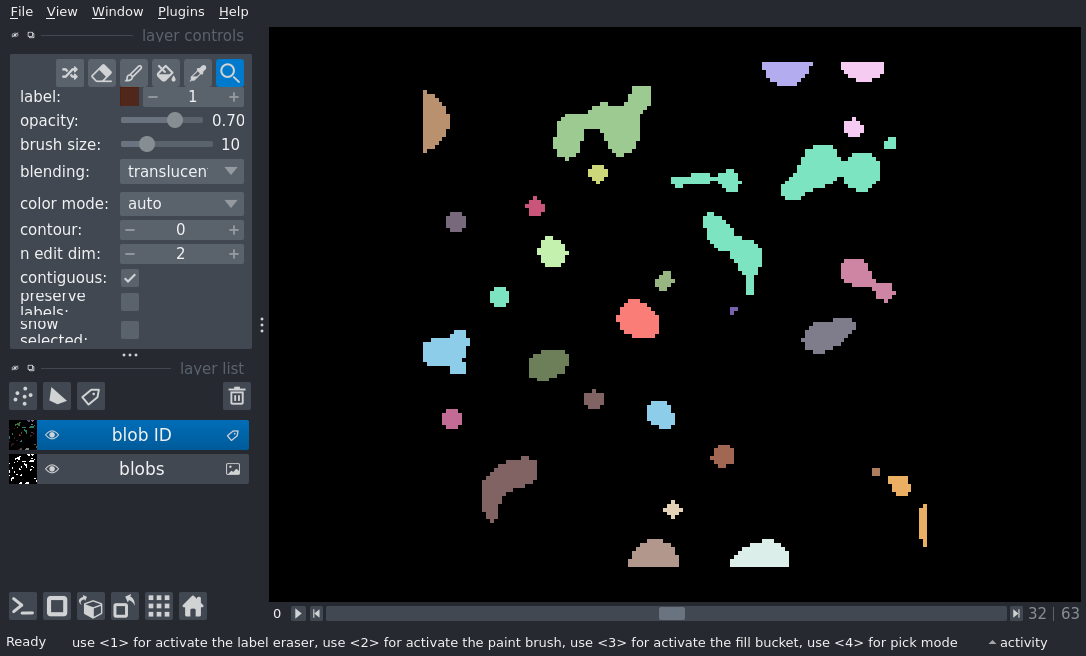 File View Window Plugins Help
layer controls
label: 1
opacity: 0.70
brush size: 10
blending: translucen
color mode: auto
contour: 0
n edit dim: 2
contiguous:
preserve
labels:
show
selected:
layer list
blob ID
blobs
0 32 63
Ready use <1> for activate the label eraser, use <2> for activate the paint brush, use <3> for activate the fill bucket, use <4> for pick mode activity